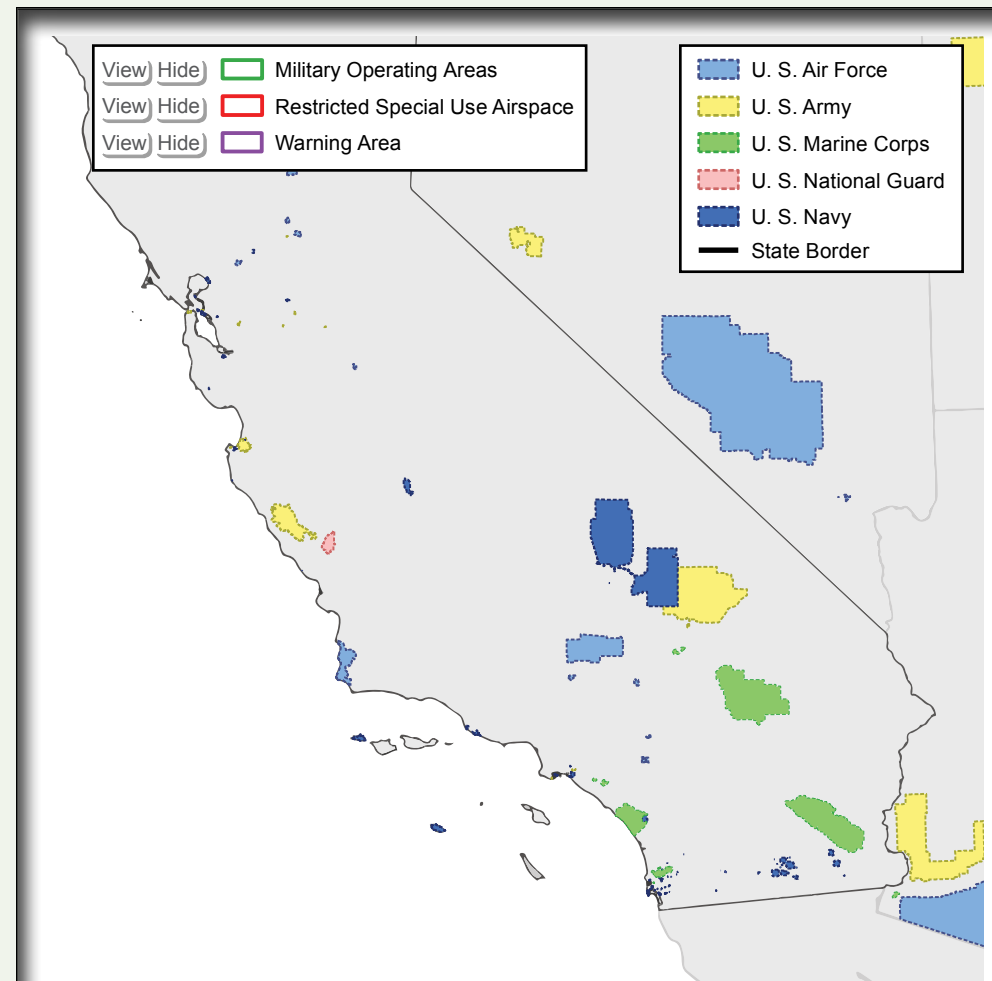 View Hide Military Operating Areas
View Hide Restricted Special Use Airspace
View Hide Warning Area
U. S. Air Force
U. S. Army
U. S. Marine Corps
U. S. National Guard
U. S. Navy
State Border